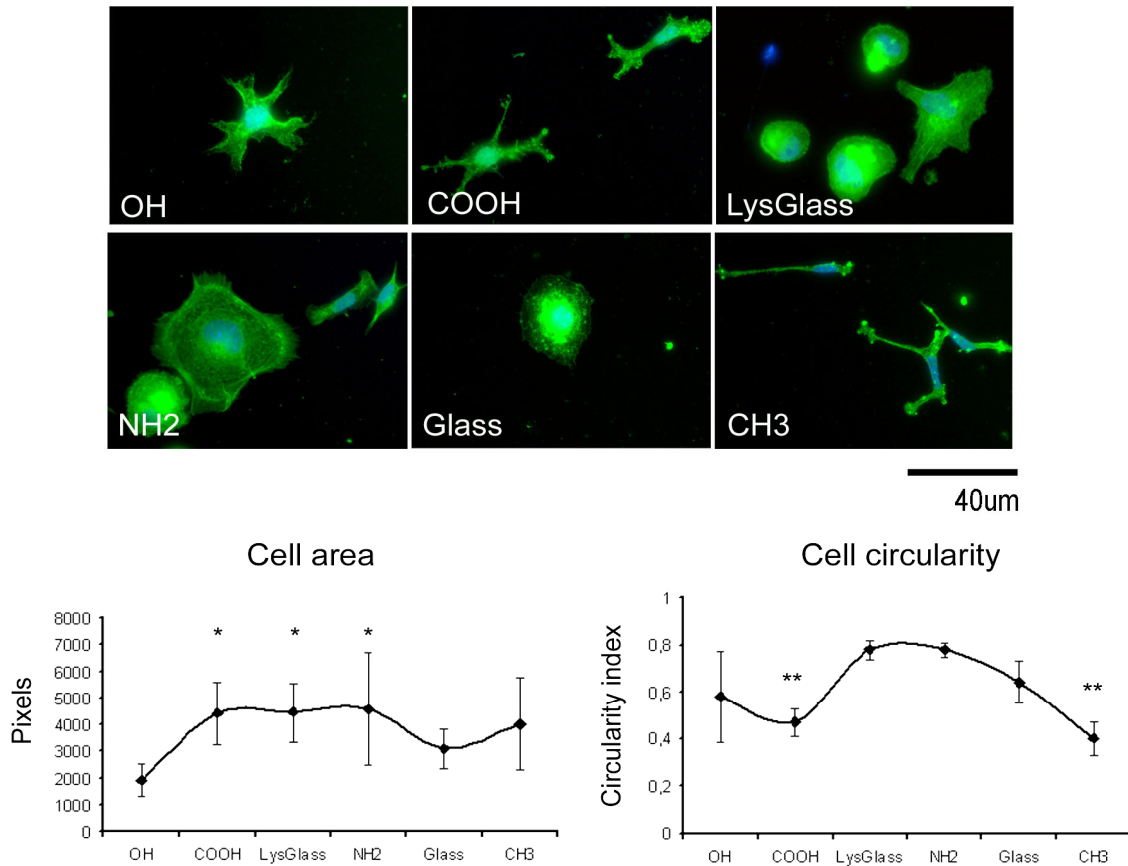 OH
COOH
LysGlass
NH2
Glass
CH3
40um
Cell area
Pixels
8000
7000
6000
5000
4000
3000
2000
1000
0
*
*
*
OH COOH LysGlass NH2 Glass CH3
Cell circularity
Circularity index
1
0,8
0,6
0,4
0,2
0
**
**
OH COOH LysGlass NH2 Glass CH3